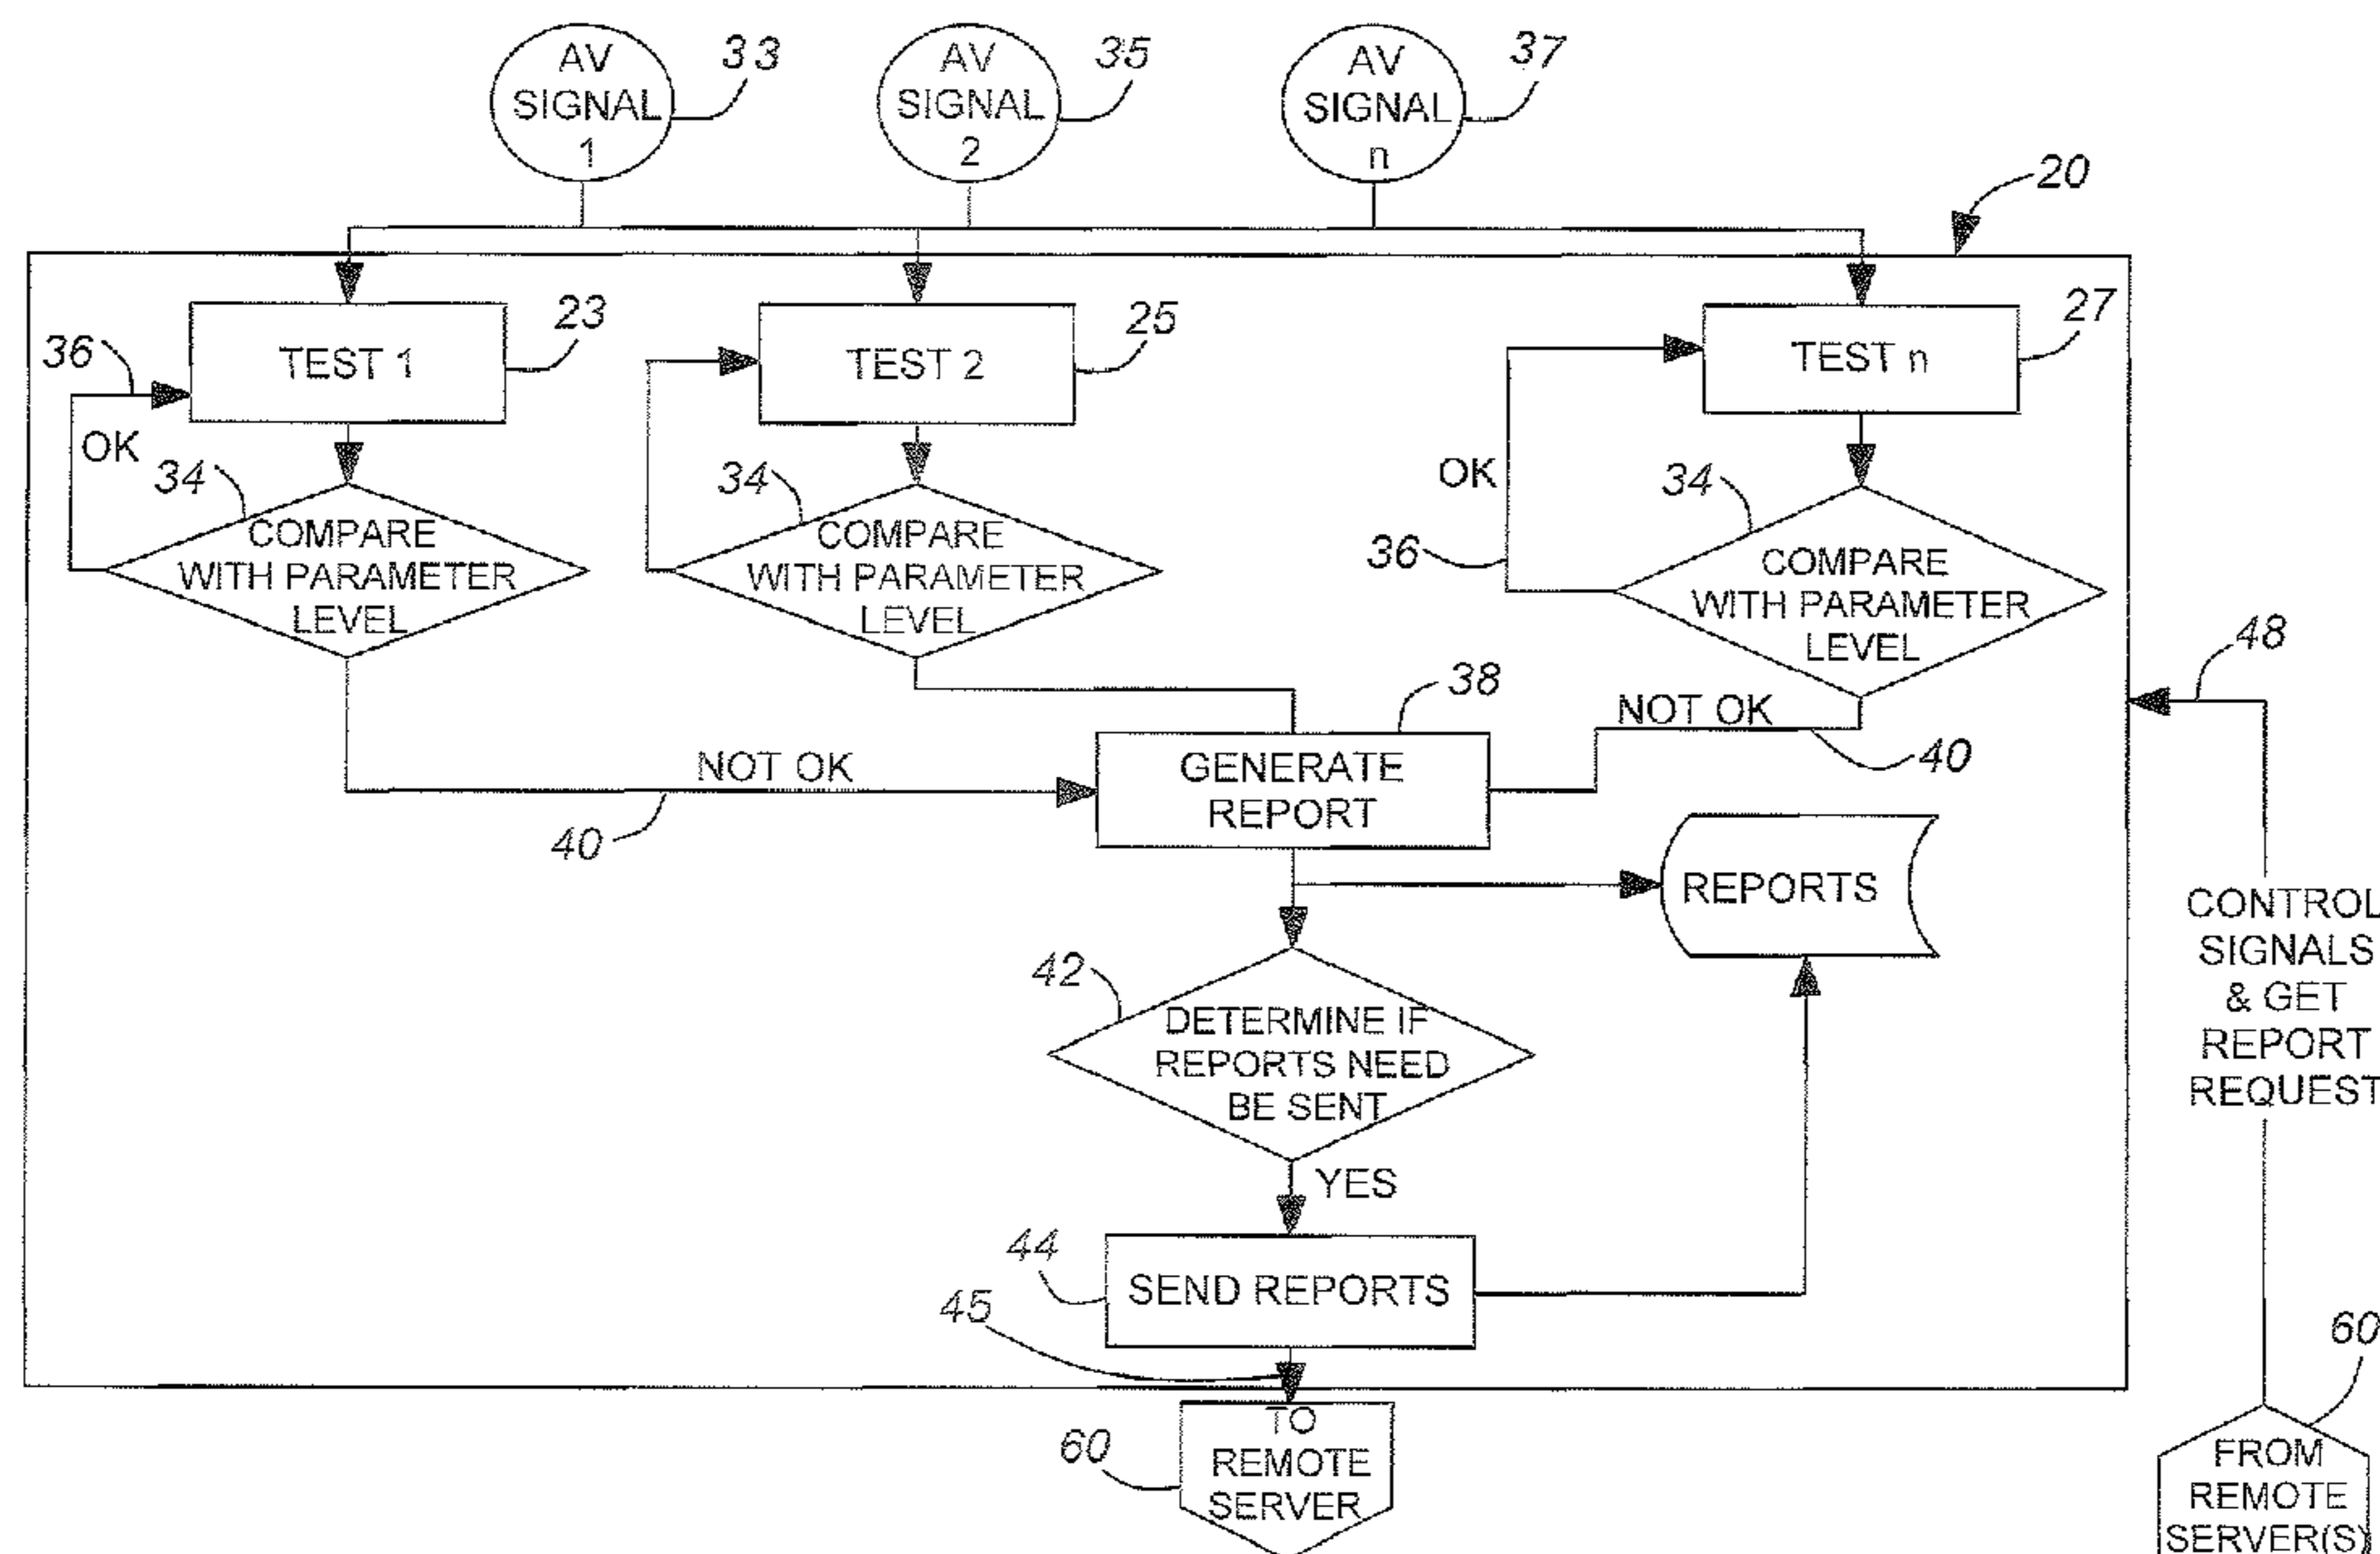 AV
SIGNAL
1
33
AV
SIGNAL
2
35
AV
SIGNAL
n
37
20
TEST 1
23
TEST 2
25
TEST n
27
36
OK
34
COMPARE
WITH PARAMETER
LEVEL
34
COMPARE
WITH PARAMETER
LEVEL
OK
36
34
COMPARE
WITH PARAMETER
LEVEL
48
38
NOT OK
40
NOT OK
40
GENERATE
REPORT
REPORTS
CONTROL
SIGNALS
& GET
REPORT
REQUEST
42
DETERMINE IF
REPORTS NEED
BE SENT
YES
44
SEND REPORTS
45
60
TO
REMOTE
SERVER
60
FROM
REMOTE
SERVER(S)